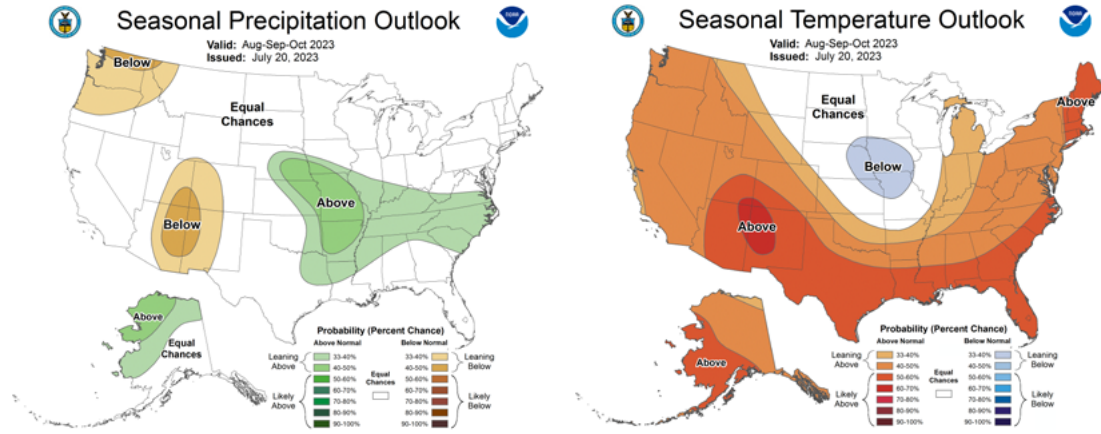 Seasonal Precipitation Outlook
NOAA
Valid: Aug-Sep-Oct 2023
Issued: July 20, 2023
Below
Equal
Chances
Above
Below
Above
Equal
Chances
Probability (Percent Chance)
Above Normal
Below Normal
Leaning
Above
33-40%
40-50%
50-60%
60-70%
70-80%
80-90%
90-100%
Likely
Above
Equal
Chances
33-40%
40-50%
50-60%
60-70%
70-80%
80-90%
90-100%
Leaning
Below
Likely
Below
Seasonal Temperature Outlook
Valid: Aug-Sep-Oct 2023
Issued: July 20, 2023
Equal
Chances
Above
Below
Above
Above
Probability (Percent Chance)
Above Normal
Below Normal
Leaning
Above
33-40%
40-50%
50-60%
60-70%
70-80%
80-90%
90-100%
Likely
Above
Equal
Chances
33-40%
40-50%
50-60%
60-70%
70-80%
80-90%
90-100%
Leaning
Below
Likely
Below